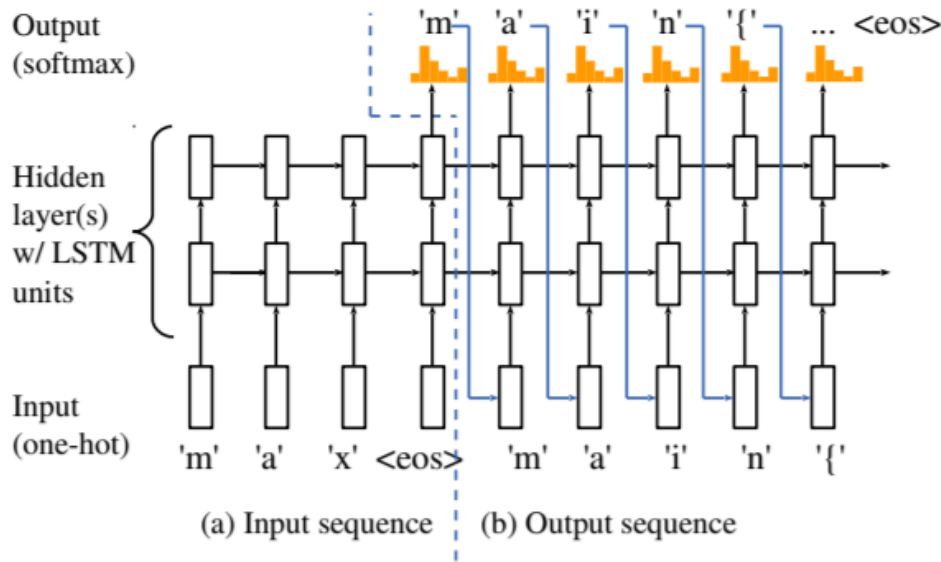 Output
(softmax)
'm' 'a' 'i' 'n' '{' ... <eos>
Hidden
layer(s)
w/ LSTM
units
Input
(one-hot)
'm' 'a' 'x' <eos> 'm' 'a' 'i' 'n' '{'
(a) Input sequence (b) Output sequence